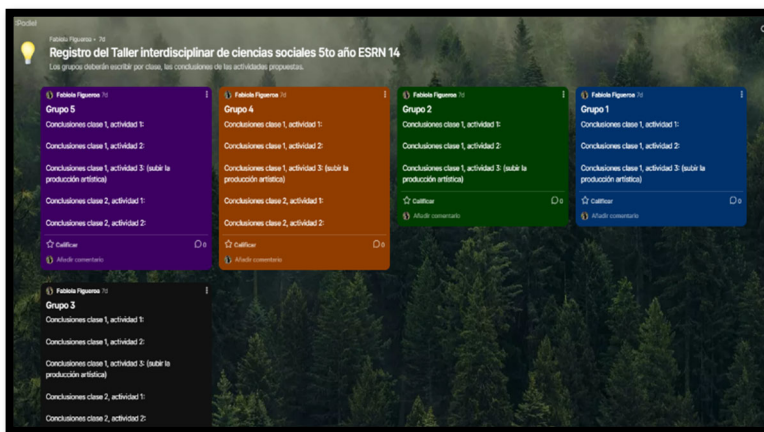 :Padlet
Fabiola Figueroa • 7d
Registro del Taller interdisciplinar de ciencias sociales 5to año ESRN 14
Los grupos deberán escribir por clase, las conclusiones de las actividades propuestas.
Fabiola Figueroa 7d
Grupo 5
Conclusiones clase 1, actividad 1:
Conclusiones clase 1, actividad 2:
Conclusiones clase 1, actividad 3: (subir la
producción artística)
Conclusiones clase 2, actividad 1:
Conclusiones clase 2, actividad 2:
Calificar
0
Añadir comentario
Fabiola Figueroa 7d
Grupo 4
Conclusiones clase 1, actividad 1:
Conclusiones clase 1, actividad 2:
Conclusiones clase 1, actividad 3: (subir la
producción artística)
Conclusiones clase 2, actividad 1:
Conclusiones clase 2, actividad 2:
Calificar
0
Añadir comentario
Fabiola Figueroa 7d
Grupo 2
Conclusiones clase 1, actividad 1:
Conclusiones clase 1, actividad 2:
Conclusiones clase 1, actividad 3: (subir la
producción artística)
Calificar
0
Añadir comentario
Fabiola Figueroa 7d
Grupo 1
Conclusiones clase 1, actividad 1:
Conclusiones clase 1, actividad 2:
Conclusiones clase 1, actividad 3: (subir la
producción artística)
Calificar
0
Añadir comentario
Fabiola Figueroa 7d
Grupo 3
Conclusiones clase 1, actividad 1:
Conclusiones clase 1, actividad 2:
Conclusiones clase 1, actividad 3: (subir la
producción artística)
Conclusiones clase 2, actividad 1:
Conclusiones clase 2, actividad 2: